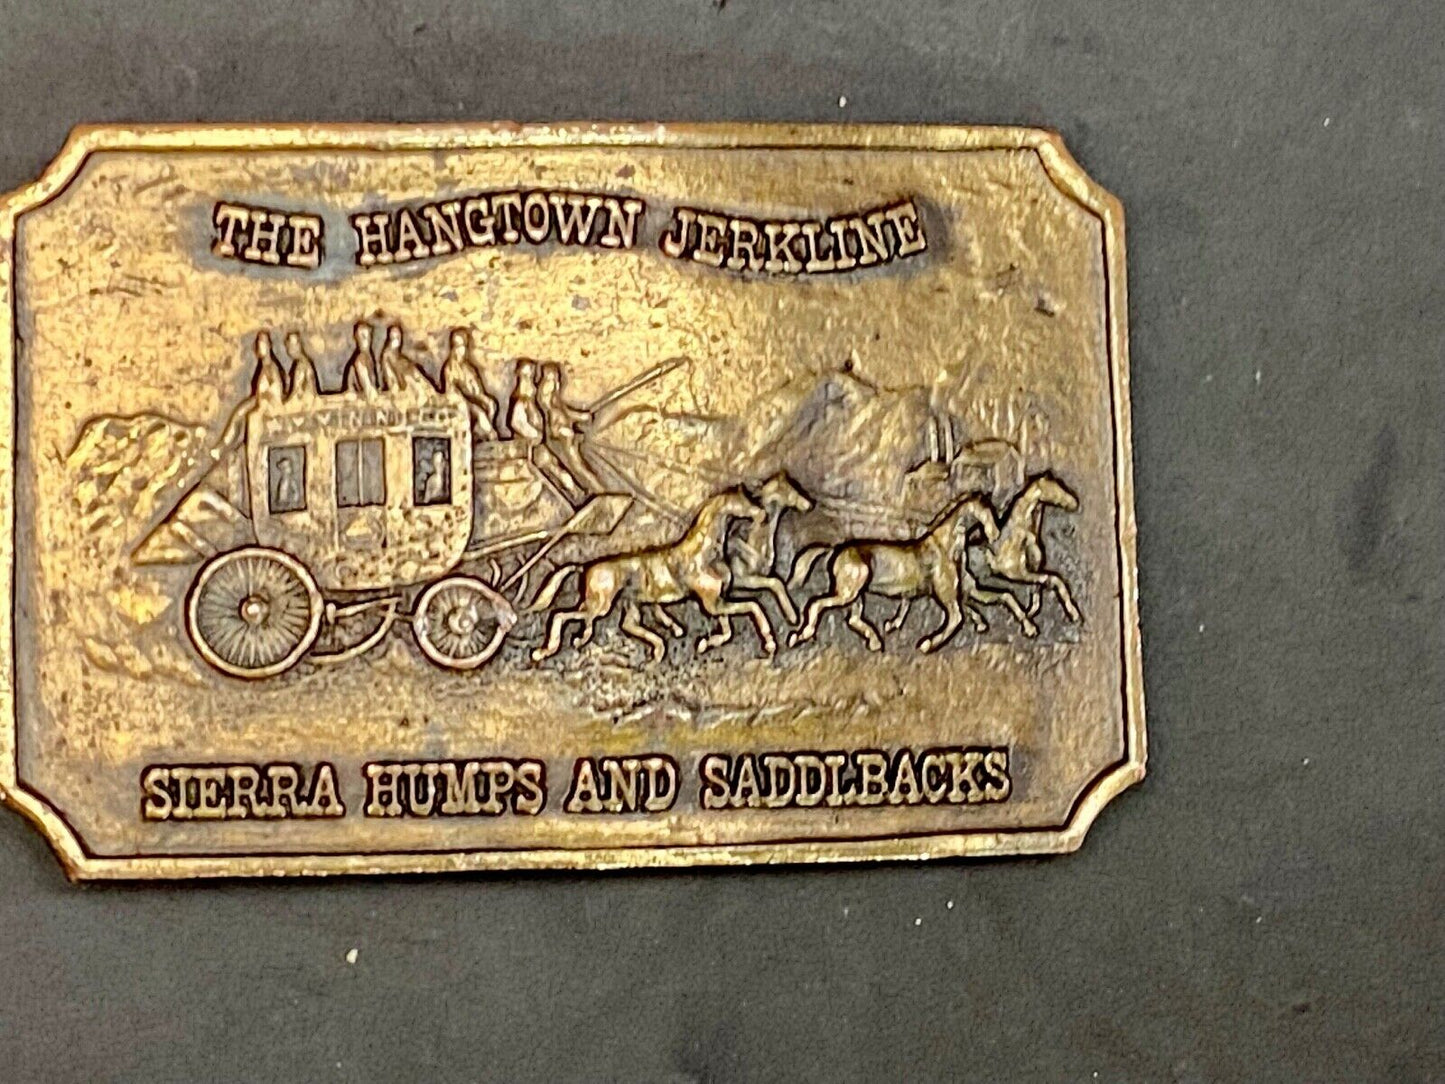 THE HANGTOWN JERKLINE
SIERRA HUMPS AND SADDLBACKS